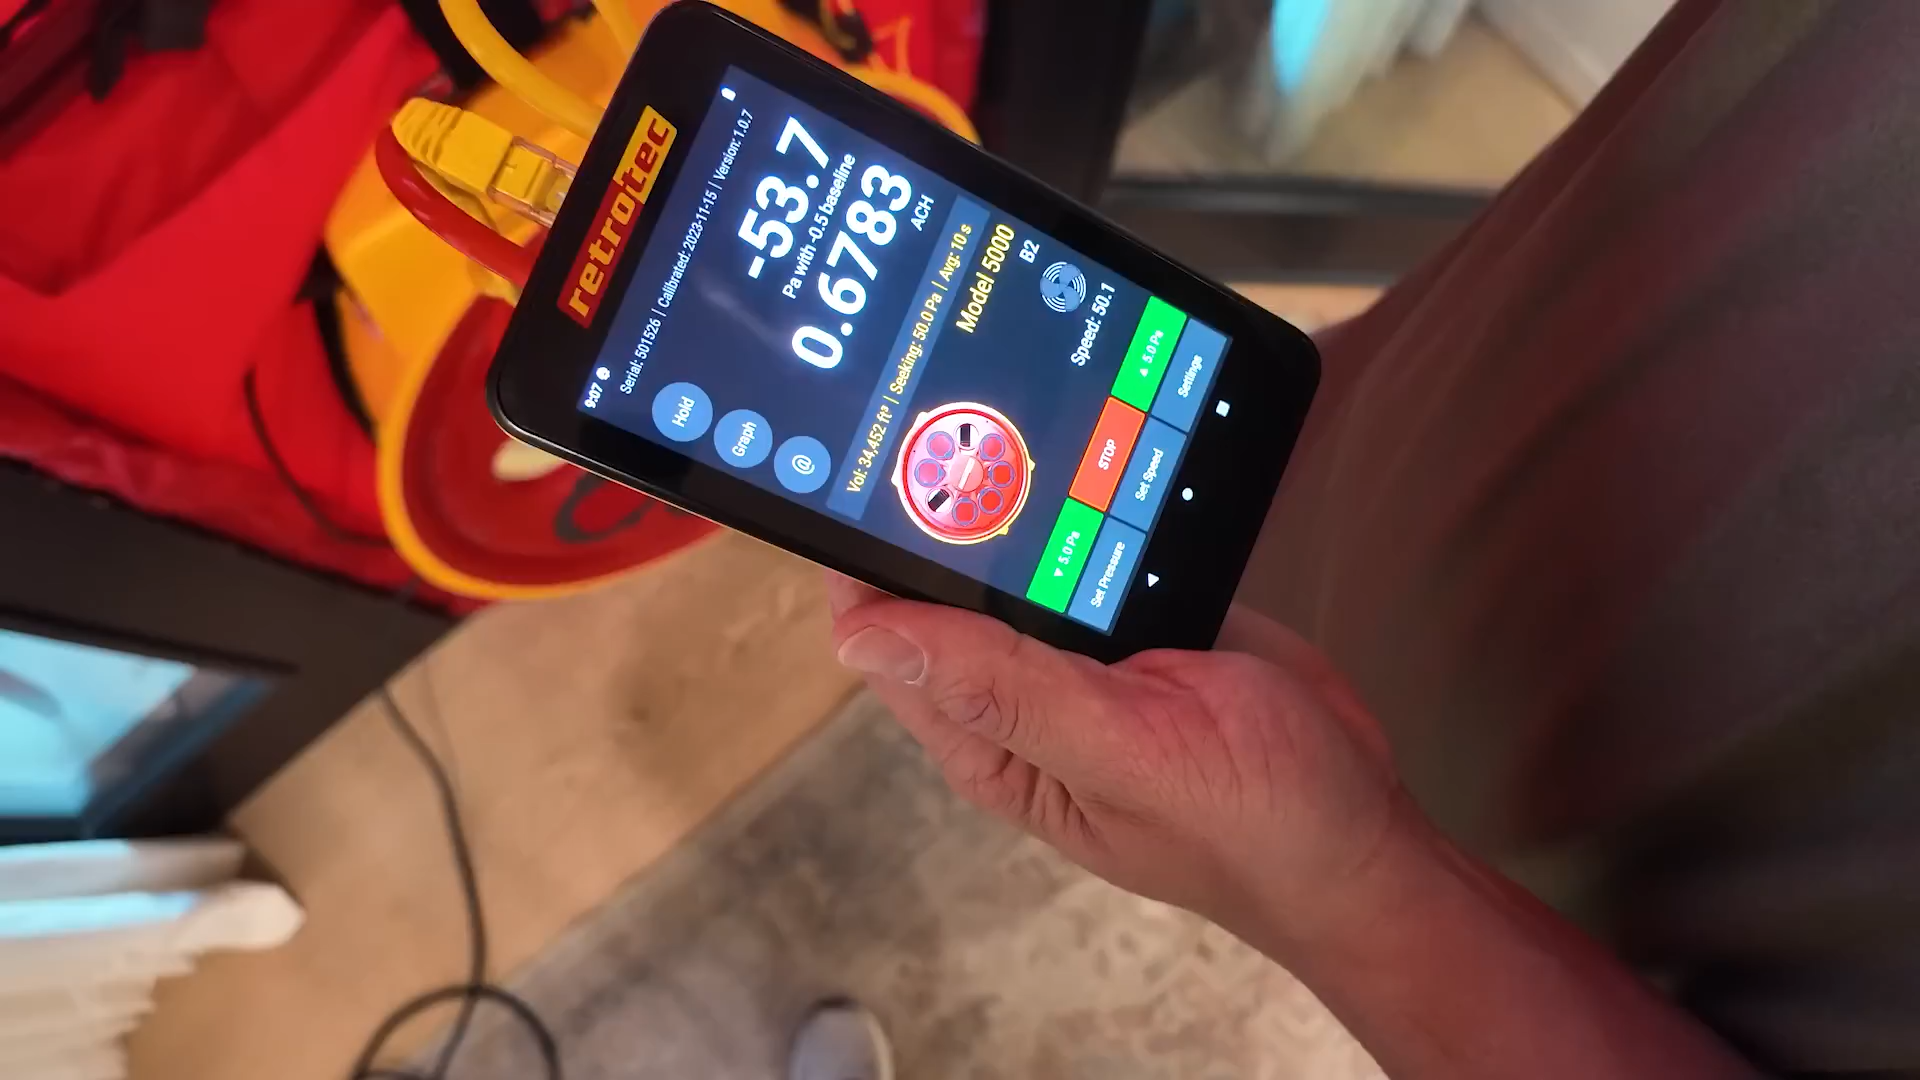 retrotec
9:07
Serial: 501526 | Calibrated: 2023-11-15 | Version: 1.0.7
Hold
-53.7
Pa with -0.5 baseline
Graph
0.6783
@
ACH
Vol: 34,452 ft³ | Seeking: 50.0 Pa | Avg: 10 s
Model 5000
B2
Speed: 50.1
▼ 5.0 Pa
STOP
▲ 5.0 Pa
Set Pressure
Set Speed
Settings